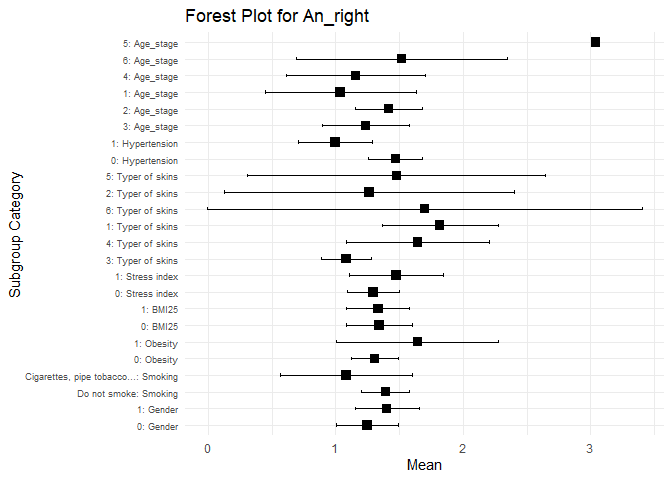 Forest Plot for An_right
Subgroup Category
5: Age_stage
6: Age_stage
4: Age_stage
1: Age_stage
2: Age_stage
3: Age_stage
1: Hypertension
0: Hypertension
5: Typer of skins
2: Typer of skins
6: Typer of skins
1: Typer of skins
4: Typer of skins
3: Typer of skins
1: Stress index
0: Stress index
1: BMI25
0: BMI25
1: Obesity
0: Obesity
Cigarettes, pipe tobacco...: Smoking
Do not smoke: Smoking
1: Gender
0: Gender
0 1 2 3
Mean